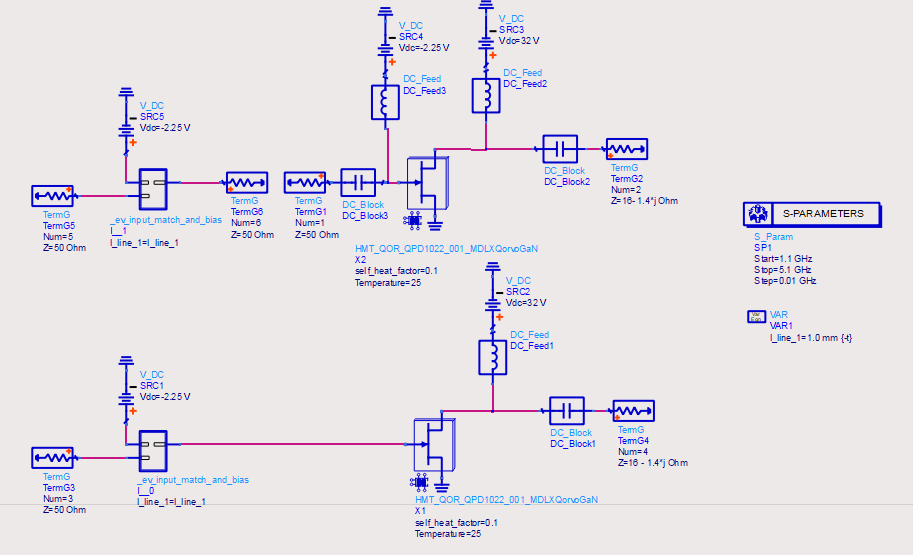 V_DC
SRC4
Vdc=-2.25 V
V_DC
SRC3
Vdc=32 V
DC_Feed
DC_Feed3
DC_Feed
DC_Feed2
V_DC
SRC5
Vdc=-2.25 V
TermG
TermG5
Num=5
Z=50 Ohm
_ev_input_match_and_bias
I__1
l_line_1=l_line_1
TermG
TermG6
Num=6
Z=50 Ohm
TermG
TermG1
Num=1
Z=50 Ohm
DC_Block
DC_Block3
DC_Block
DC_Block2
TermG
TermG2
Num=2
Z=16- 1.4*j Ohm
HMT_QOR_QPD1022_001_MDLXQorvoGaN
X2
self_heat_factor=0.1
Temperature=25
S-PARAMETERS
S_Param
SP1
Start=1.1 GHz
Stop=5.1 GHz
Step=0.01 GHz
Var
Eqn
VAR
VAR1
l_line_1=1.0 mm {-t}
V_DC
SRC2
Vdc=32 V
DC_Feed
DC_Feed1
V_DC
SRC1
Vdc=-2.25 V
TermG
TermG3
Num=3
Z=50 Ohm
_ev_input_match_and_bias
I__0
l_line_1=l_line_1
DC_Block
DC_Block1
TermG
TermG4
Num=4
Z=16 - 1.4*j Ohm
HMT_QOR_QPD1022_001_MDLXQorvoGaN
X1
self_heat_factor=0.1
Temperature=25